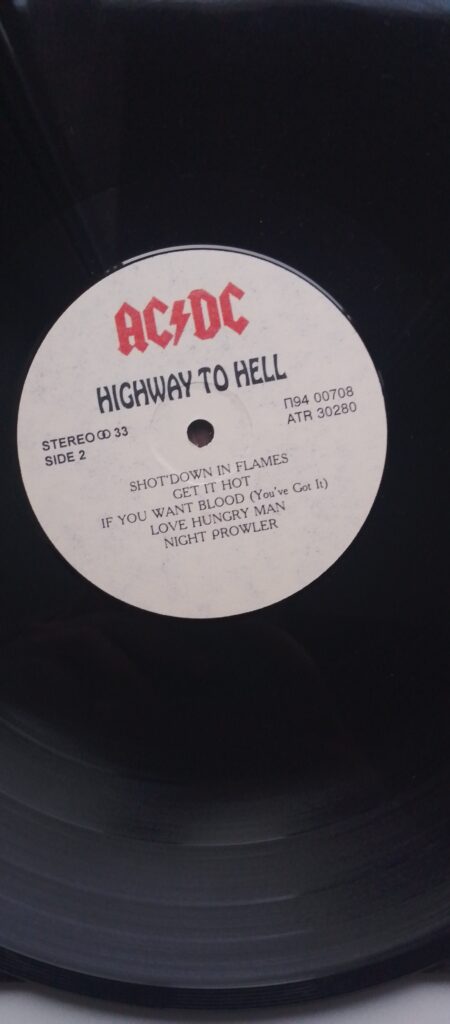 AC⚡DC
HIGHWAY TO HELL
STEREO ꝏ 33
SIDE 2
П94 00708
ATR 30280
SHOT'DOWN IN FLAMES
GET IT HOT
IF YOU WANT BLOOD (You've Got It)
LOVE HUNGRY MAN
NIGHT PROWLER